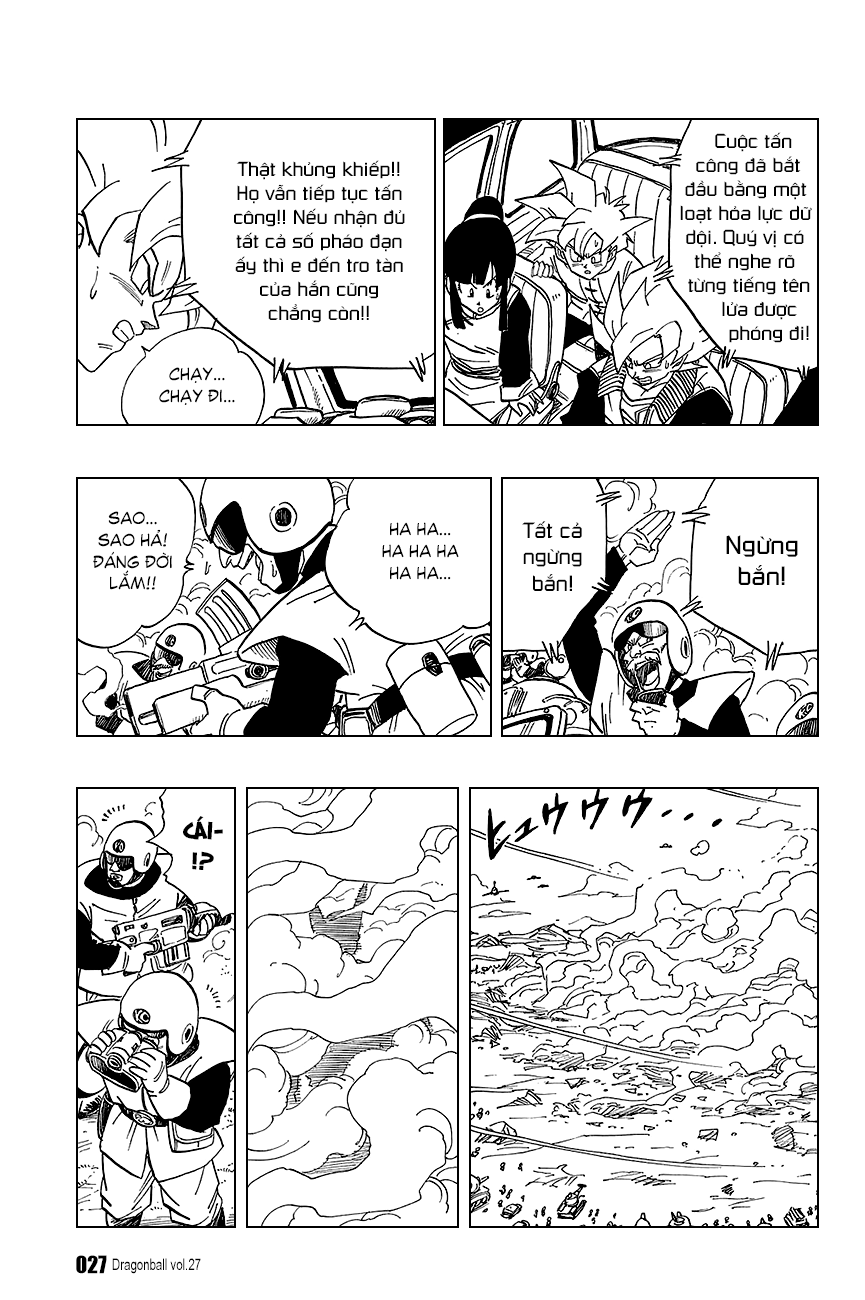 Cuộc tấn
công đã bắt
đầu bằng một
loạt hỏa lực dữ
dội. Quý vị có
thể nghe rõ
từng tiếng tên
lửa được
phóng đi!
Thật khủng khiếp!!
Họ vẫn tiếp tục tấn
công!! Nếu nhận đủ
tất cả số pháo đạn
ấy thì e đến tro tàn
của hắn cũng
chẳng còn!!
CHẠY...
CHẠY ĐI...
Ngừng
bắn!
Tất cả
ngừng
bắn!
HA HA...
HA HA HA
HA HA...
SAO...
SAO HẢ!
ĐÁNG ĐỜI
LẮM!!
ヒュウウウ・・・・
CÁI-
!?
027 Dragonball vol.27